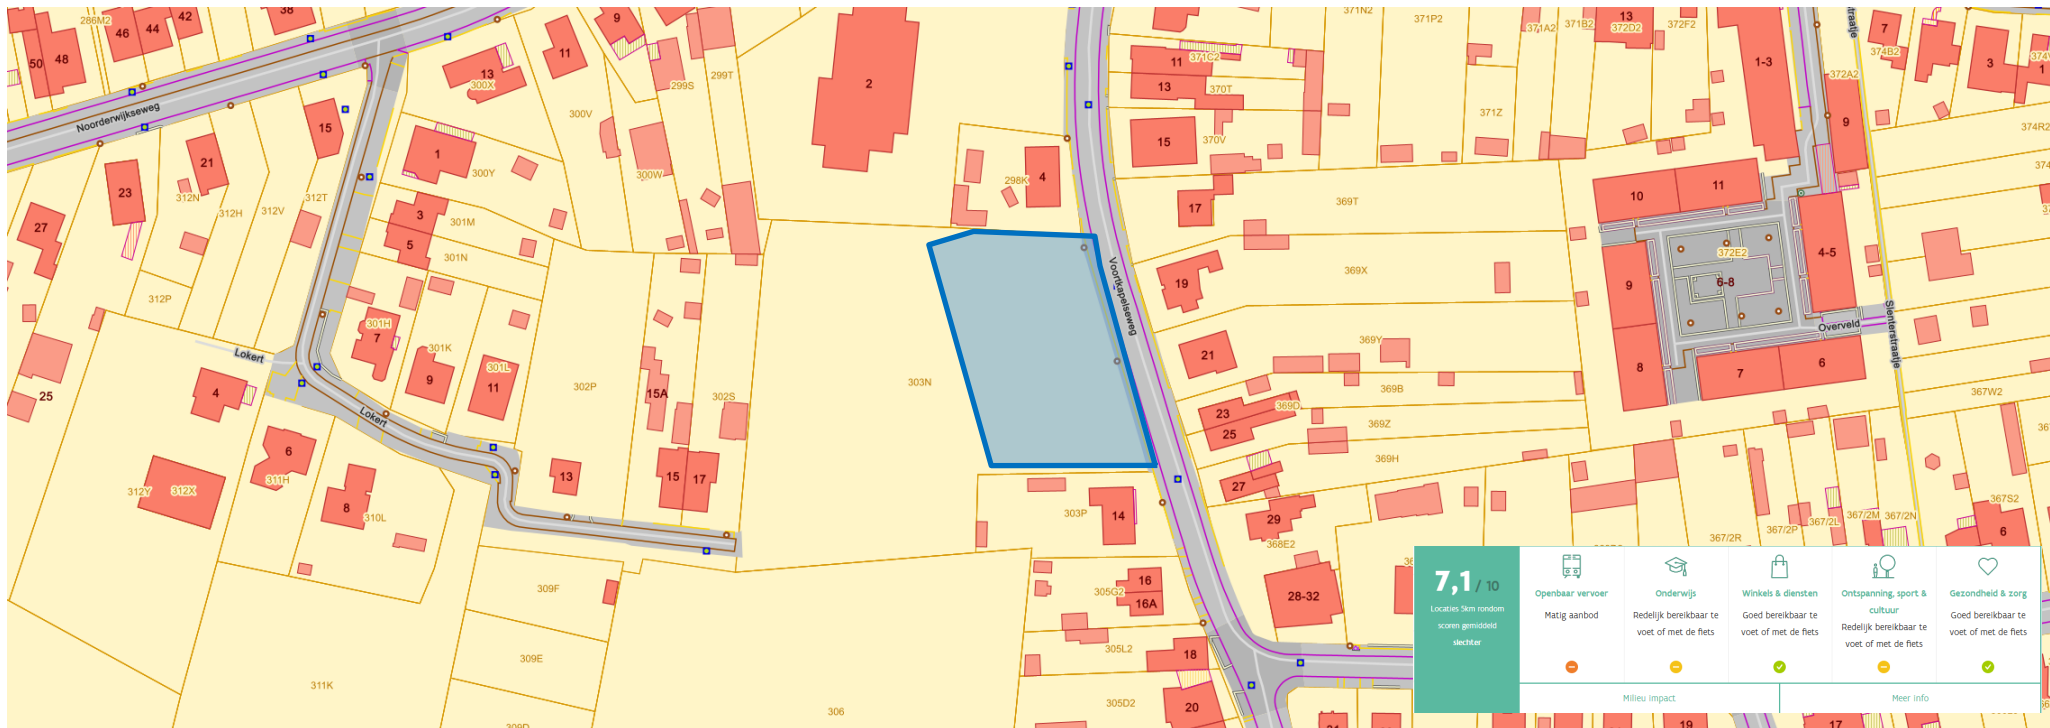 286M2
46
44
42
38
50
48
Noorderwijkseweg
9
11
13
300X
299S
299T
300V
2
15
21
23
27
312N
312H
312V
312T
312P
1
300Y
3
5
301M
301N
300W
298K
4
371N2
371P2
371A2
371B2
13
372D2
372F2
11
371C2
13
370T
15
370V
371Z
17
369T
1-3
372A2
9
7
374B2
3
1
374R2
10
11
4-5
372E2
6-8
9
8
7
6
Overveld
Slenterstraatje
Voortkapelseweg
19
369X
21
369Y
369B
23
25
369D
369Z
369H
27
29
368E2
28-32
303N
303P
14
16
16A
305G2
305L2
18
305D2
20
306
Lokert
Lokert
25
4
6
311H
8
310L
312Y
312X
301H
7
301K
9
301L
11
302P
15A
302S
13
15
17
309F
309E
309D
311K
367W2
367S2
6
367/2P
367/2L
367/2M
367/2N
367/2R
19
17
7,1 / 10
Locaties 5km rondom
scoren gemiddeld
slechter
Openbaar vervoer
Matig aanbod
Onderwijs
Redelijk bereikbaar te
voet of met de fiets
Winkels & diensten
Goed bereikbaar te
voet of met de fiets
Ontspanning, sport &
cultuur
Redelijk bereikbaar te
voet of met de fiets
Gezondheid & zorg
Goed bereikbaar te
voet of met de fiets
Milieu impact
Meer info